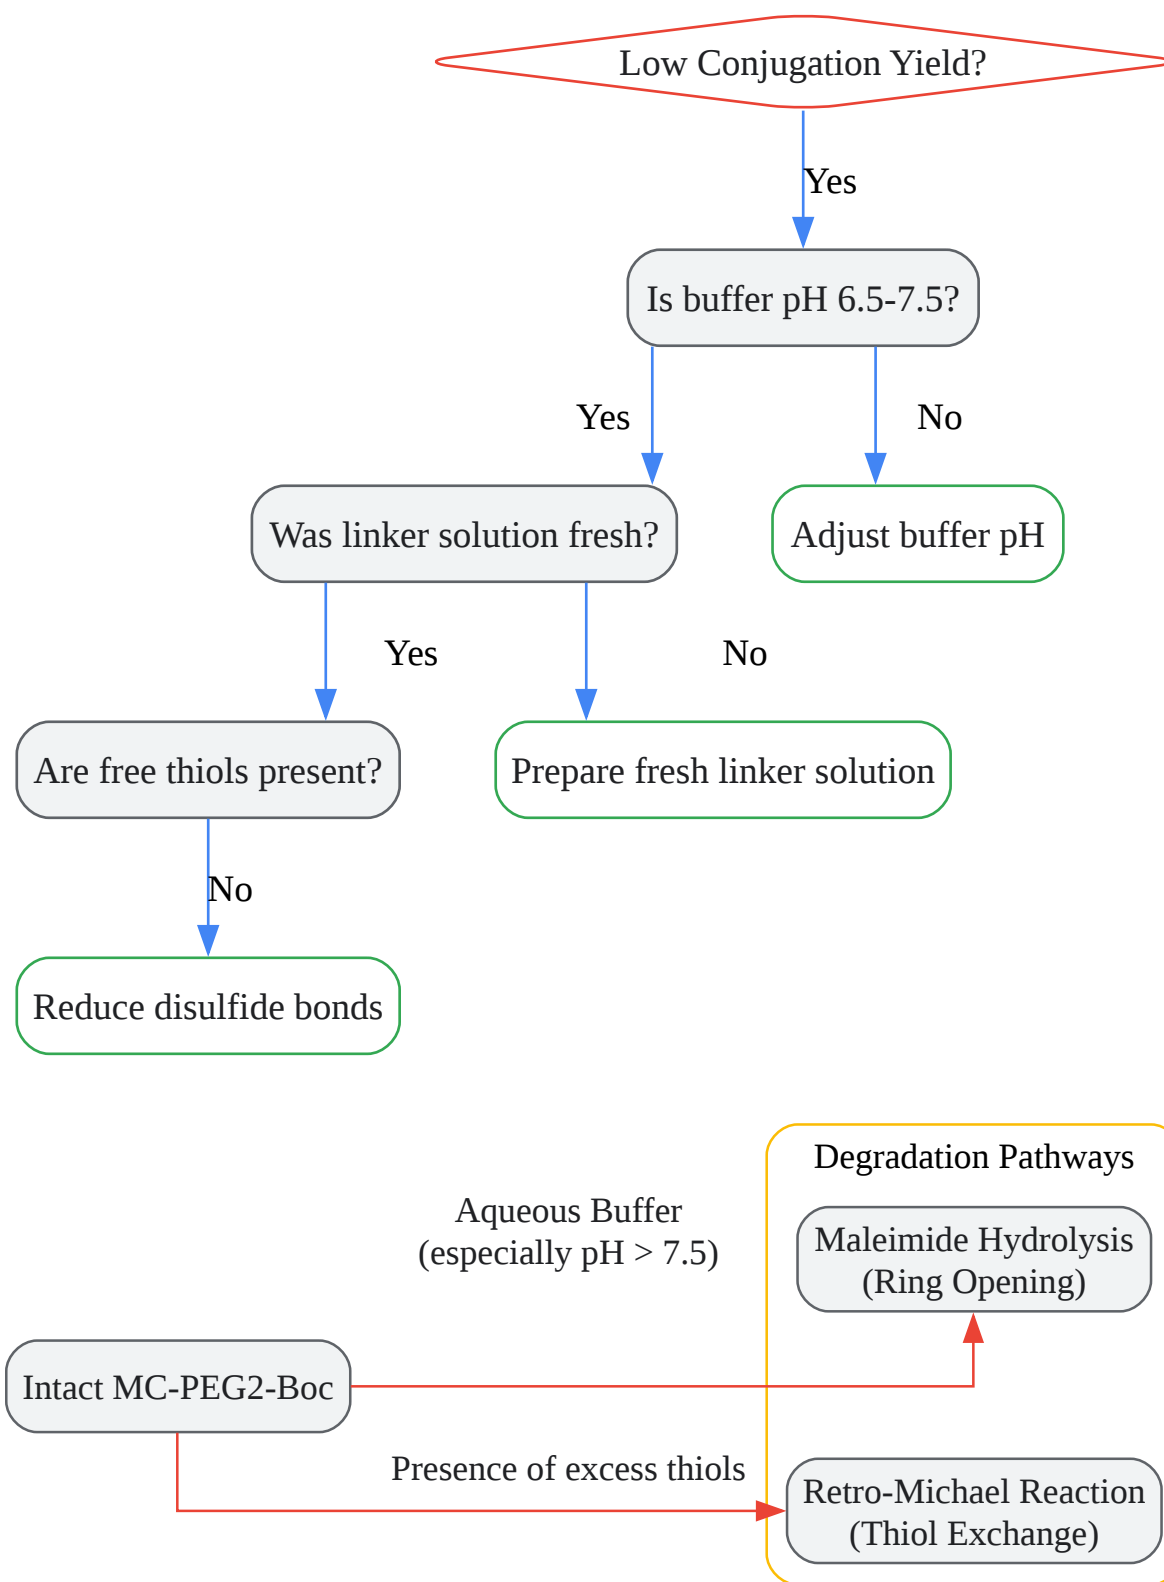 Low Conjugation Yield?
Yes
Is buffer pH 6.5-7.5?
Yes
No
Was linker solution fresh?
Adjust buffer pH
Yes
No
Are free thiols present?
Prepare fresh linker solution
No
Reduce disulfide bonds
Degradation Pathways
Aqueous Buffer
(especially pH > 7.5)
Maleimide Hydrolysis
(Ring Opening)
Intact MC-PEG2-Boc
Presence of excess thiols
Retro-Michael Reaction
(Thiol Exchange)